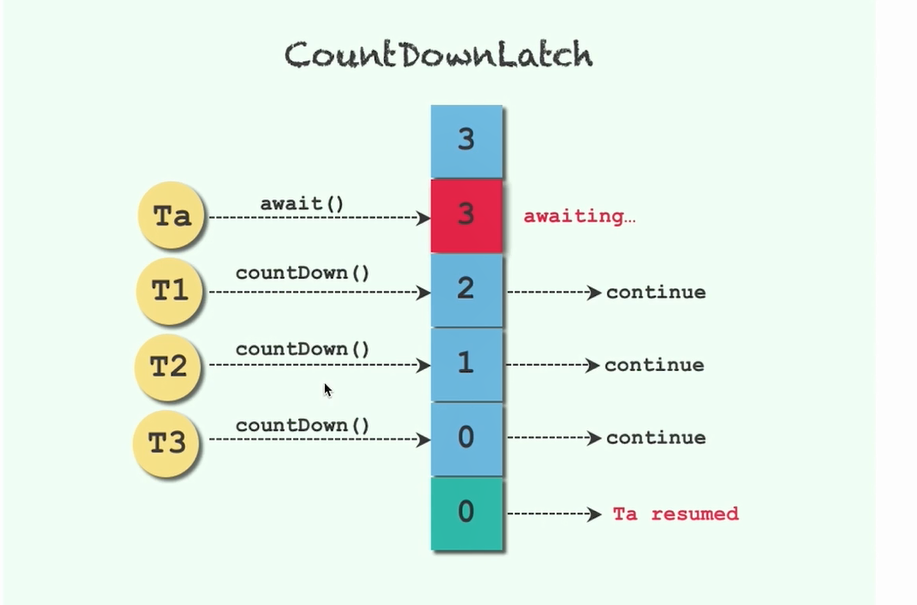 CountDownLatch
3
Ta await() 3 awaiting…
T1 countDown() 2 continue
T2 countDown() 1 continue
T3 countDown() 0 continue
0 Ta resumed